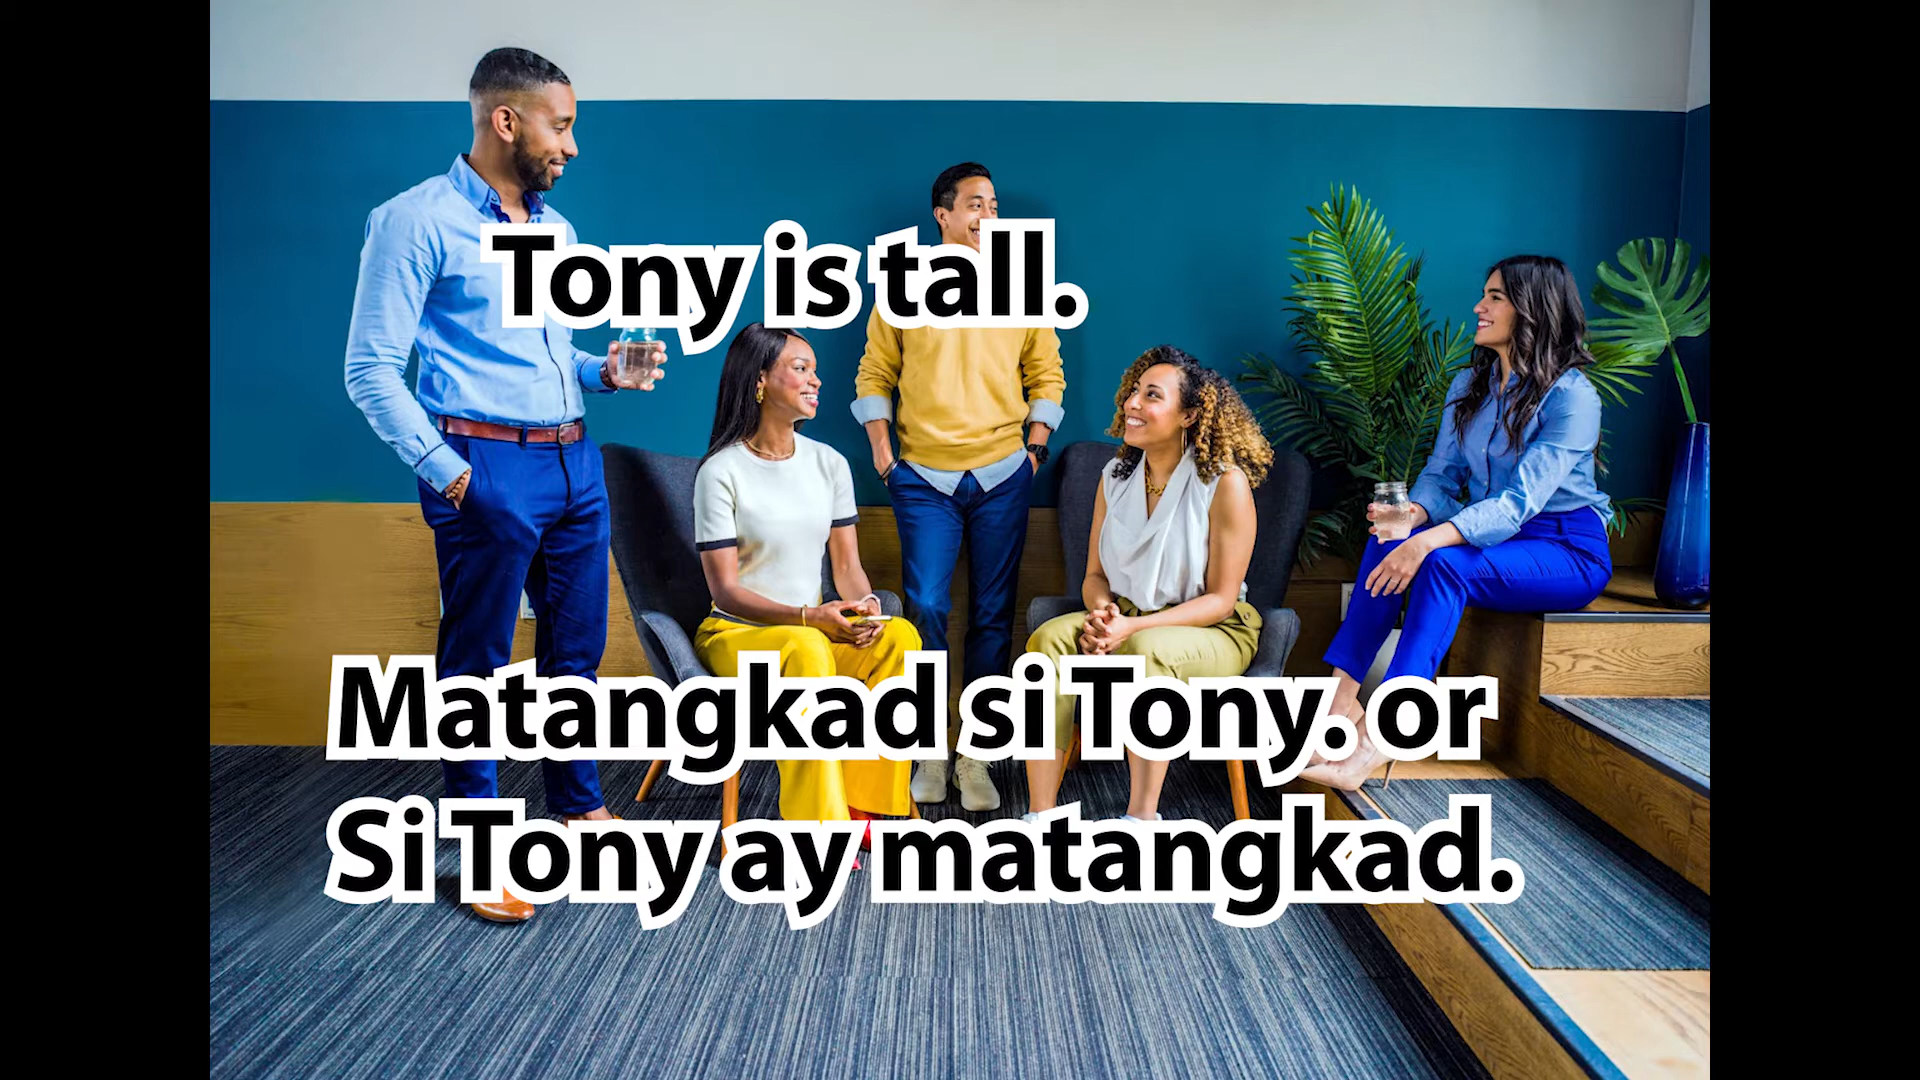 Tony is tall.
Matangkad si Tony. or
Si Tony ay matangkad.